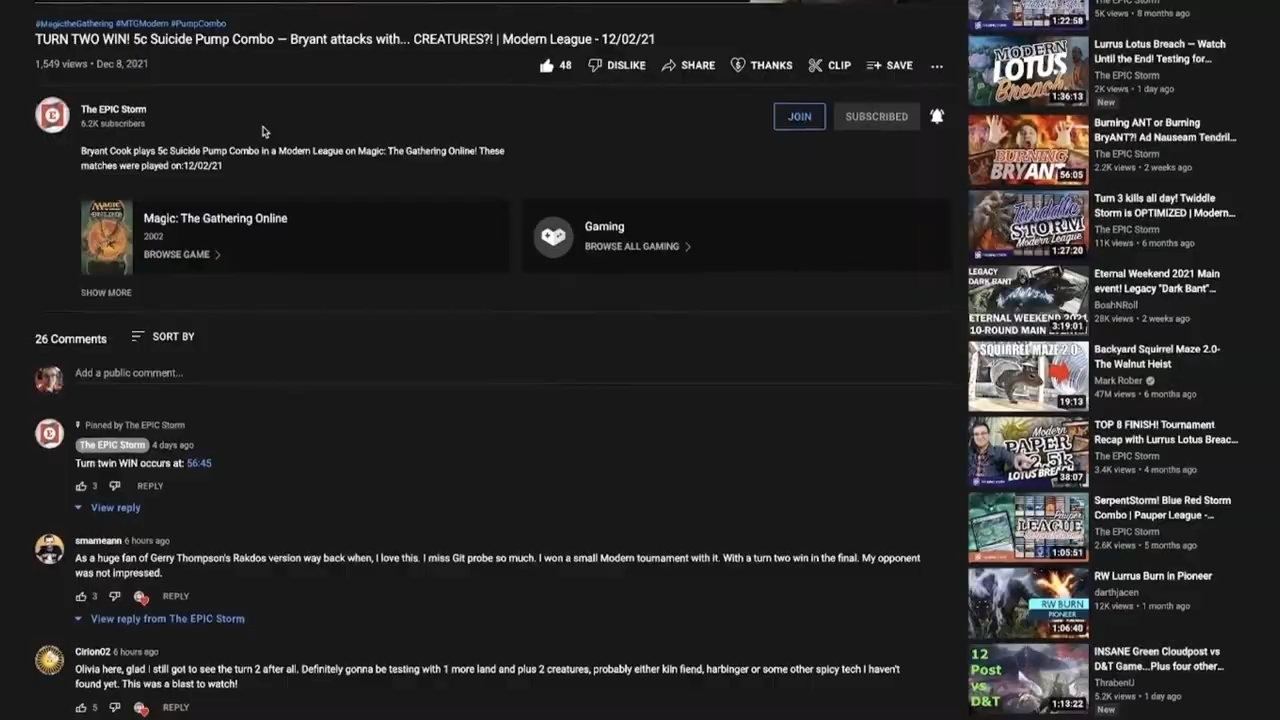 #MagictheGathering #MTGModern #PumpCombo
TURN TWO WIN! 5c Suicide Pump Combo — Bryant attacks with... CREATURES?! | Modern League - 12/02/21
1,549 views • Dec 8, 2021
48
DISLIKE
SHARE
THANKS
CLIP
SAVE
The EPIC Storm
6.2K subscribers
JOIN
SUBSCRIBED
Bryant Cook plays 5c Suicide Pump Combo in a Modern League on Magic: The Gathering Online! These
matches were played on:12/02/21
Magic: The Gathering Online
2002
BROWSE GAME
Gaming
BROWSE ALL GAMING
SHOW MORE
26 Comments
SORT BY
Add a public comment...
Pinned by The EPIC Storm
The EPIC Storm 4 days ago
Turn twin WIN occurs at: 56:45
3
REPLY
View reply
smameann 6 hours ago
As a huge fan of Gerry Thompson's Rakdos version way back when, I love this. I miss Git probe so much. I won a small Modern tournament with it. With a turn two win in the final. My opponent
was not impressed.
3
REPLY
View reply from The EPIC Storm
Cirion02 6 hours ago
Olivia here, glad I still got to see the turn 2 after all. Definitely gonna be testing with 1 more land and plus 2 creatures, probably either kiln fiend, harbinger or some other spicy tech I haven't
found yet. This was a blast to watch!
5
REPLY
1:22:58
5K views • 8 months ago
MODERN
LOTUS
Breach
1:36:13
Lurrus Lotus Breach — Watch
Until the End! Testing for...
The EPIC Storm
2K views • 1 day ago
New
BURNING
BRYANT
56:05
Burning ANT or Burning
BryANT?! Ad Nauseam Tendril...
The EPIC Storm
2.2K views • 2 weeks ago
Twiddle
STORM
Modern League
1:27:20
Turn 3 kills all day! Twiddle
Storm is OPTIMIZED | Modern...
The EPIC Storm
11K views • 6 months ago
LEGACY
DARK BANT
ETERNAL WEEKEND 2021
10-ROUND MAIN
3:19:01
Eternal Weekend 2021 Main
event! Legacy "Dark Bant"...
BoahNRoll
28K views • 2 weeks ago
SQUIRREL MAZE 2.0
19:13
Backyard Squirrel Maze 2.0-
The Walnut Heist
Mark Rober
47M views • 6 months ago
Modern
PAPER
2.5k
LOTUS BREACH
38:07
TOP 8 FINISH! Tournament
Recap with Lurrus Lotus Breac...
The EPIC Storm
3.4K views • 4 months ago
Pauper
LEAGUE
1:05:51
SerpentStorm! Blue Red Storm
Combo | Pauper League -...
The EPIC Storm
2.6K views • 5 months ago
RW BURN
PIONEER
1:06:40
RW Lurrus Burn in Pioneer
darthjacen
12K views • 1 month ago
12
Post
vs
D&T
1:13:22
INSANE Green Cloudpost vs
D&T Game...Plus four other...
ThrabenU
5.2K views • 1 day ago
New